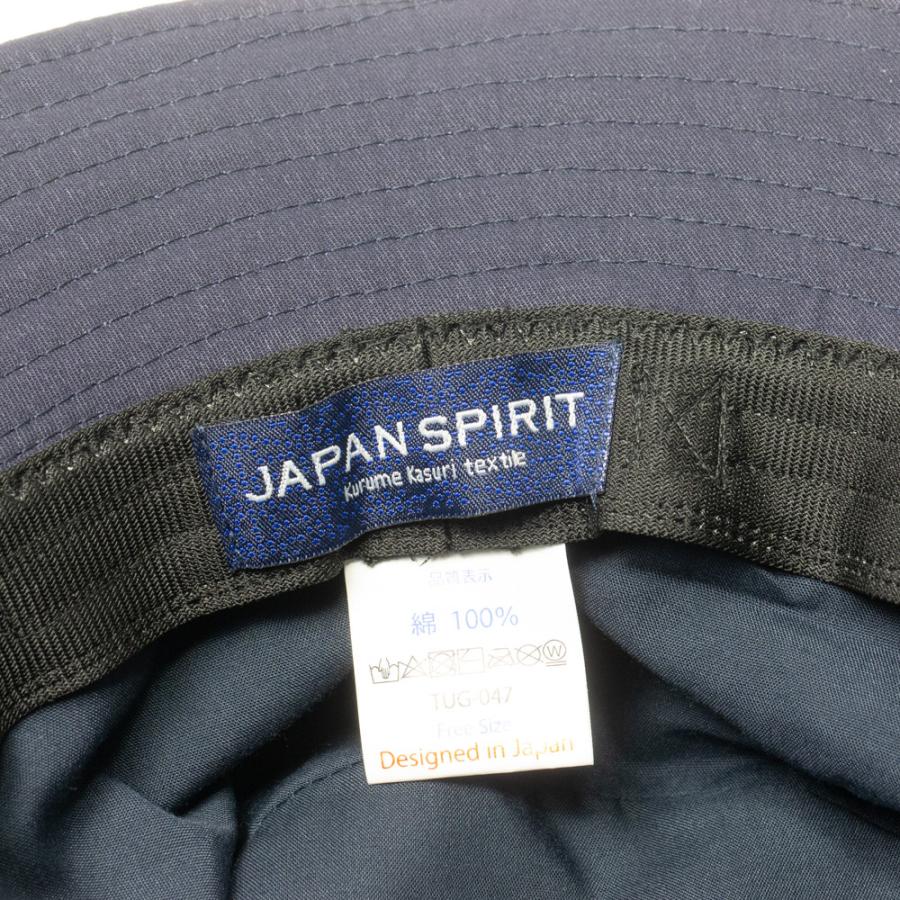 JAPAN SPIRIT
Kurume Kasuri textile
品質表示
綿 100%
TUG-047
Free Size
Designed in Japan